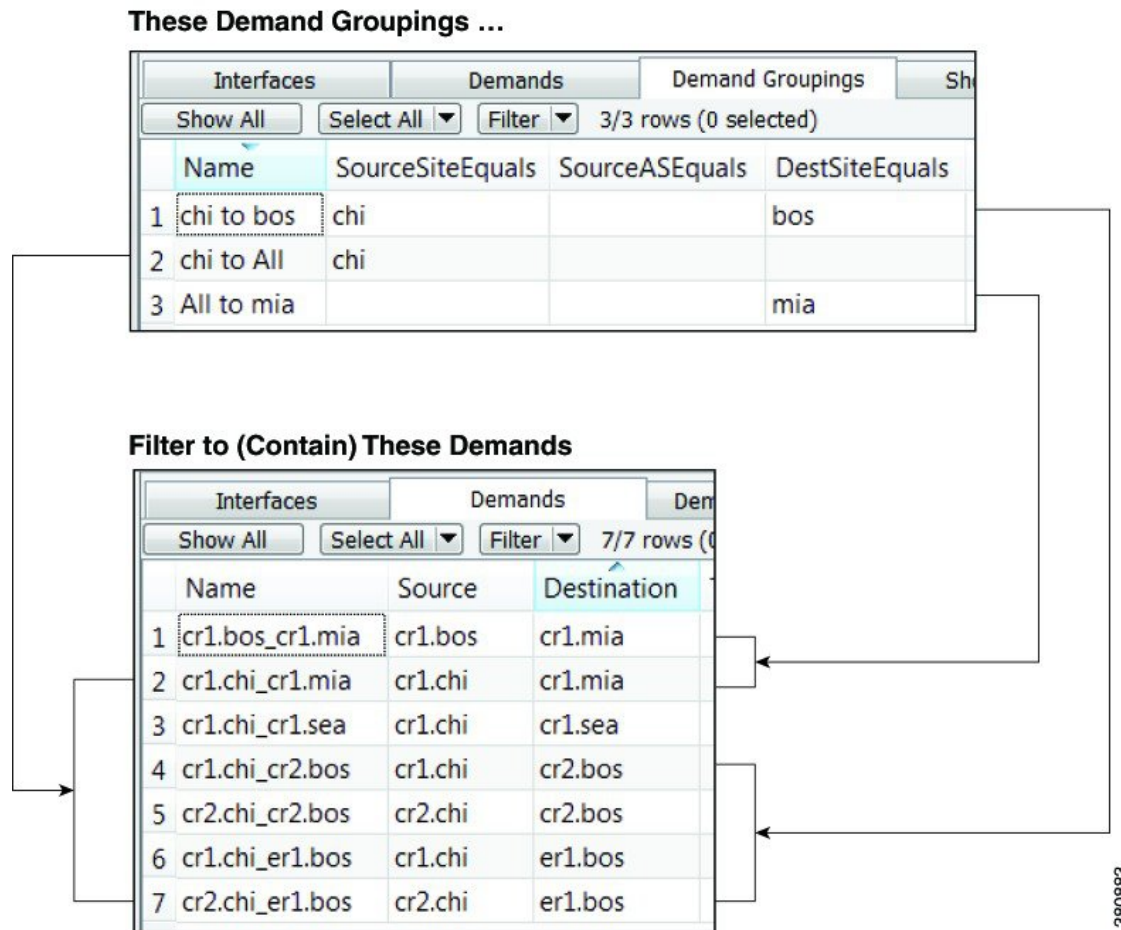 These Demand Groupings ...
Interfaces Demands Demand Groupings
Show All Select All Filter 3/3 rows (0 selected)
Name SourceSiteEquals SourceASEquals DestSiteEquals
1 chi to bos chi bos
2 chi to All chi
3 All to mia mia
Filter to (Contain) These Demands
Interfaces Demands
Show All Select All Filter 7/7 rows
Name Source Destination
1 cr1.bos_cr1.mia cr1.bos cr1.mia
2 cr1.chi_cr1.mia cr1.chi cr1.mia
3 cr1.chi_cr1.sea cr1.chi cr1.sea
4 cr1.chi_cr2.bos cr1.chi cr2.bos
5 cr2.chi_cr2.bos cr2.chi cr2.bos
6 cr1.chi_er1.bos cr1.chi er1.bos
7 cr2.chi_er1.bos cr2.chi er1.bos